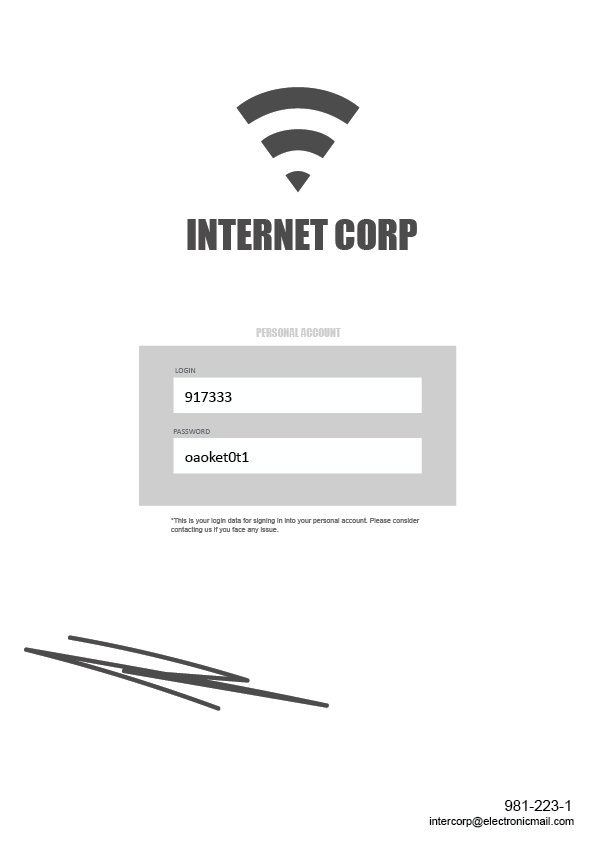 INTERNET CORP
PERSONAL ACCOUNT
LOGIN
917333
PASSWORD
oaoket0t1
*This is your login data for signing in into your personal account. Please consider
contacting us if you face any issue.
981-223-1
intercorp@electronicmail.com